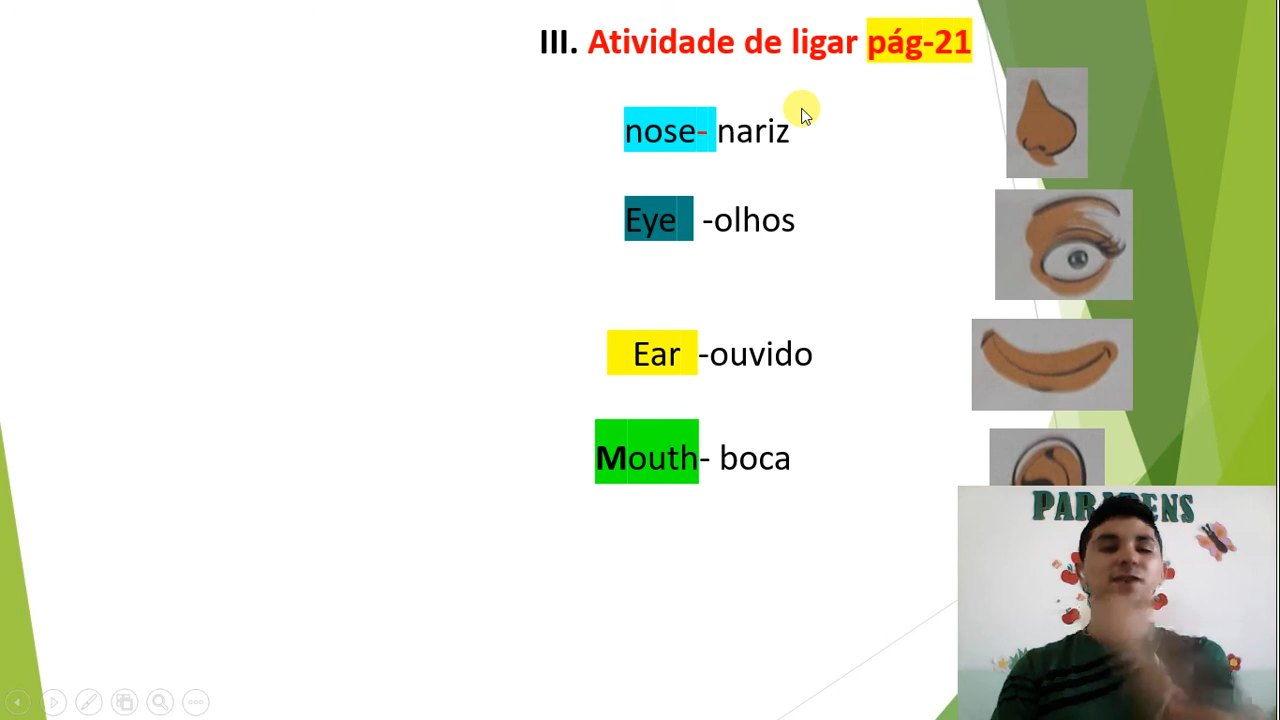 III. Atividade de ligar pág-21
nose- nariz
Eye -olhos
Ear -ouvido
Mouth- boca
PARABENS